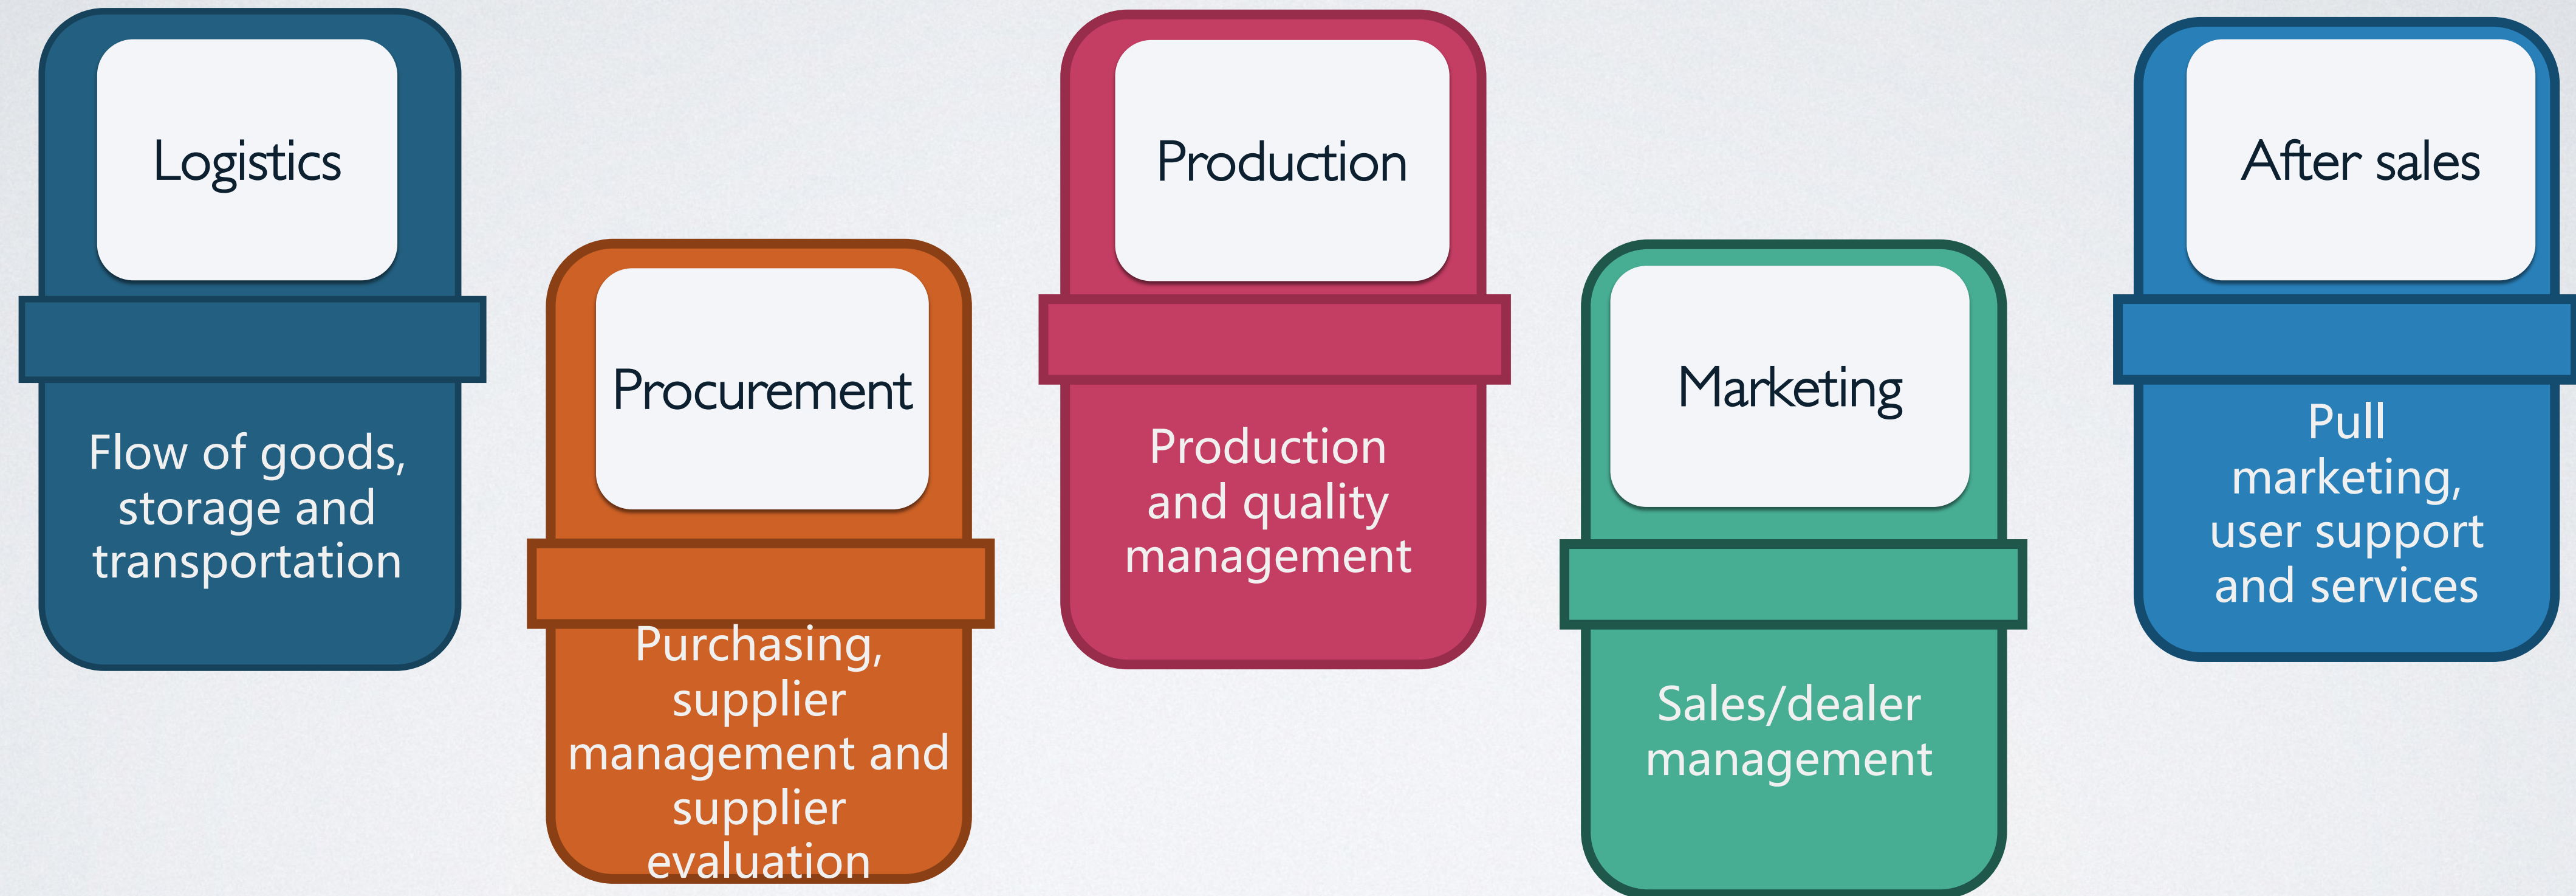 Logistics
Flow of goods,
storage and
transportation
Procurement
Purchasing,
supplier
management and
supplier
evaluation
Production
Production
and quality
management
Marketing
Sales/dealer
management
After sales
Pull
marketing,
user support
and services